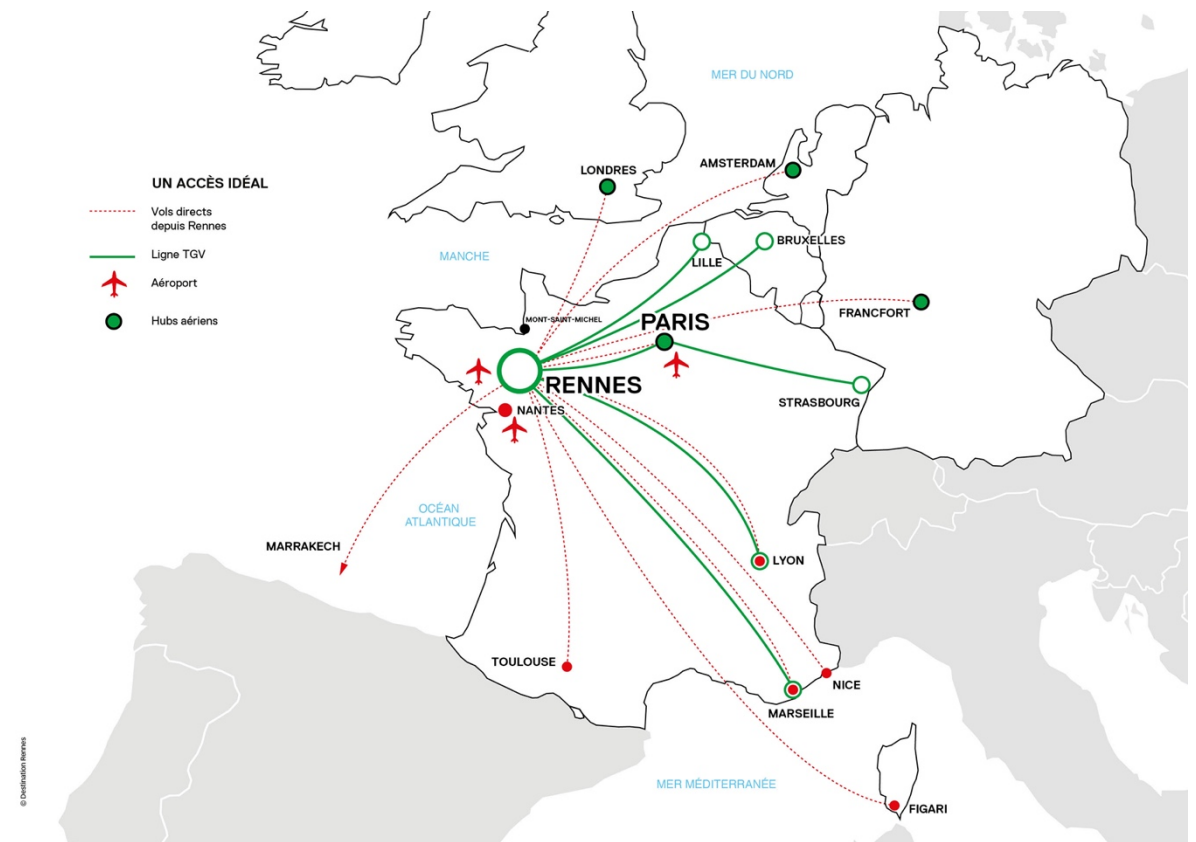 MER DU NORD
LONDRES
AMSTERDAM
UN ACCÈS IDÉAL
Vols directs
depuis Rennes
Ligne TGV
Aéroport
Hubs aériens
MANCHE
BRUXELLES
LILLE
FRANCFORT
MONT-SAINT-MICHEL
PARIS
RENNES
STRASBOURG
NANTES
OCÉAN
ATLANTIQUE
MARRAKECH
LYON
TOULOUSE
NICE
MARSEILLE
MER MÉDITERRANÉE
FIGARI
© Destination Rennes